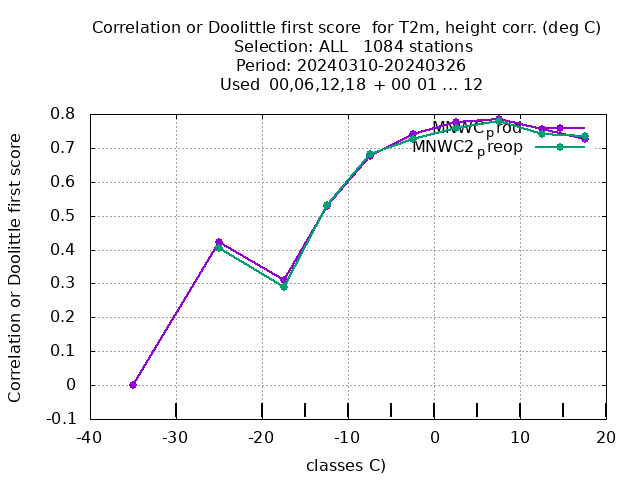 Correlation or Doolittle first score  for T2m, height corr. (deg C)
Selection: ALL   1084 stations
Period: 20240310-20240326
Used  00,06,12,18  + 00 01 ... 12
Correlation or Doolittle first score
0.8
0.7
0.6
0.5
0.4
0.3
0.2
0.1
0
-0.1
MNWCprod
MNWC2preop
-40 -30 -20 -10 0 10 20
classes C)